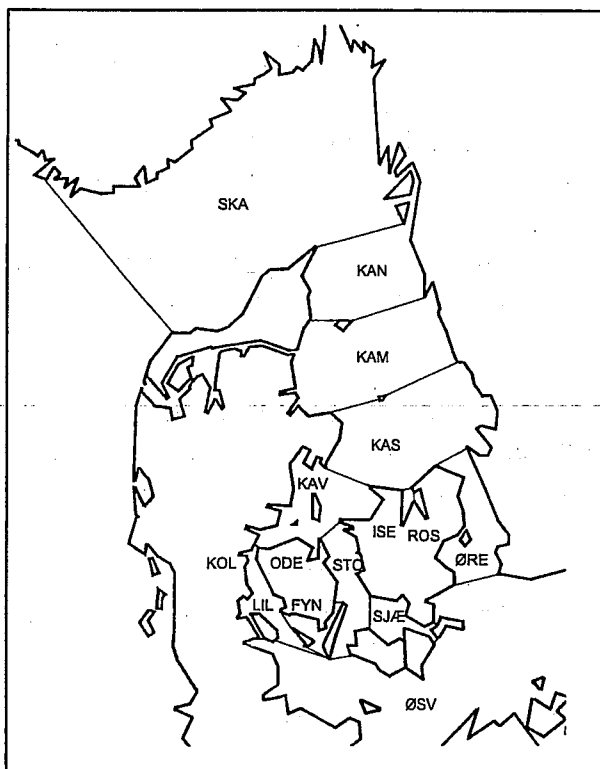 SKA
KAN
KAM
KAS
KAV
ISE
ROS
KOL
ODE
STO
ØRE
LIL
FYN
SJÆ
ØSV